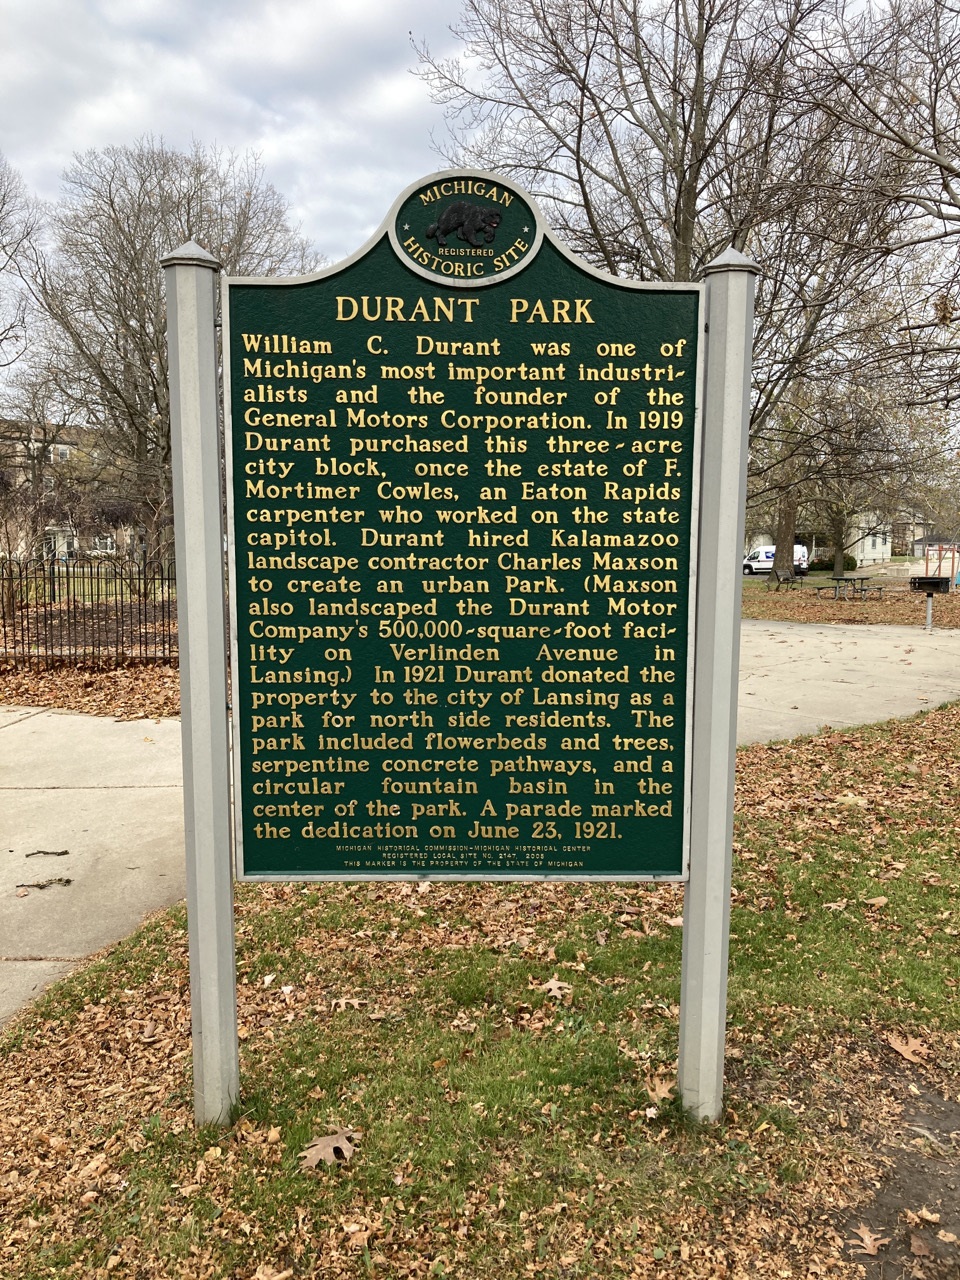 MICHIGAN
REGISTERED
HISTORIC SITE
DURANT PARK
William C. Durant was one of
Michigan's most important industri-
alists and the founder of the
General Motors Corporation. In 1919
Durant purchased this three-acre
city block, once the estate of F.
Mortimer Cowles, an Eaton Rapids
carpenter who worked on the state
capitol. Durant hired Kalamazoo
landscape contractor Charles Maxson
to create an urban Park. (Maxson
also landscaped the Durant Motor
Company's 500,000-square-foot faci-
lity on Verlinden Avenue in
Lansing.) In 1921 Durant donated the
property to the city of Lansing as a
park for north side residents. The
park included flowerbeds and trees,
serpentine concrete pathways, and a
circular fountain basin in the
center of the park. A parade marked
the dedication on June 23, 1921.
MICHIGAN HISTORICAL COMMISSION-MICHIGAN HISTORICAL CENTER
REGISTERED LOCAL SITE NO. 2147, 2005
THIS MARKER IS THE PROPERTY OF THE STATE OF MICHIGAN